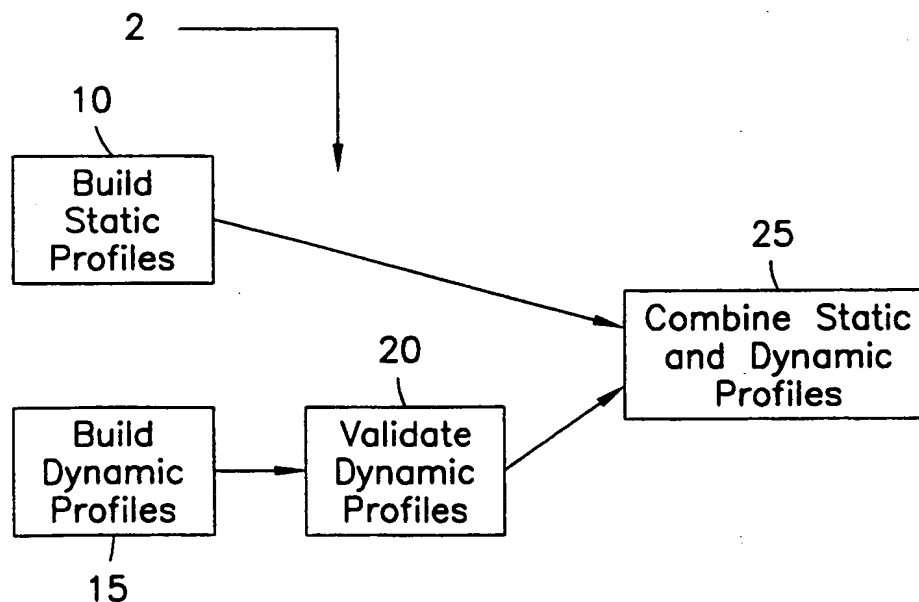 2
10
Build
Static
Profiles
25
Combine Static
and Dynamic
Profiles
20
Build
Dynamic
Profiles
Validate
Dynamic
Profiles
15